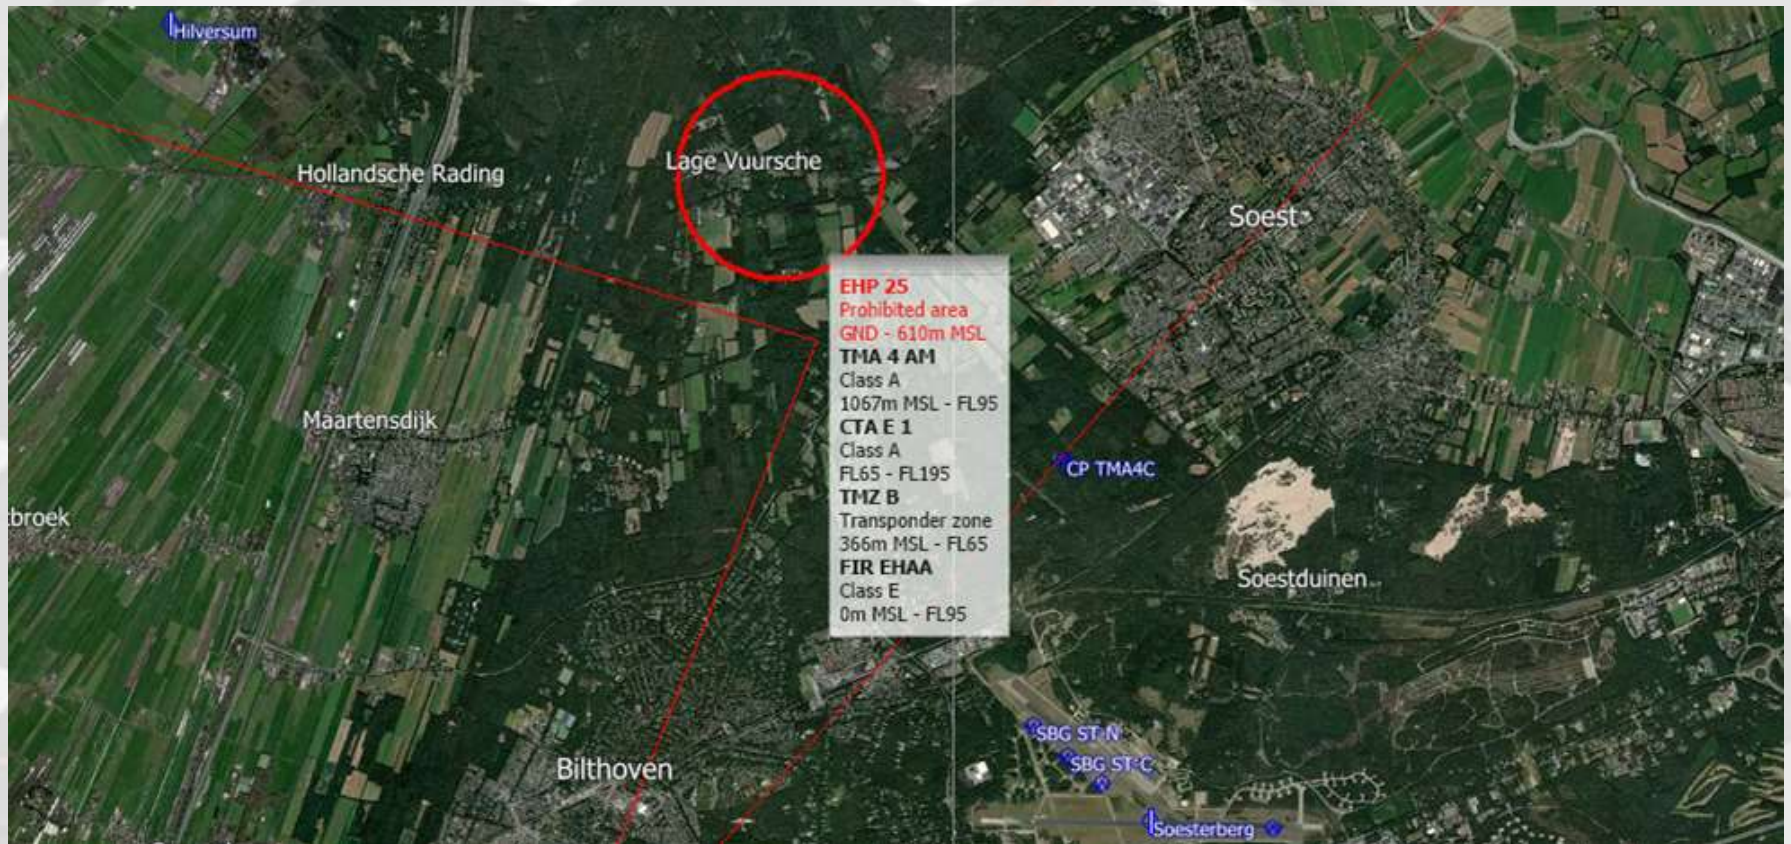 Hilversum
Hollandsche Rading
Lage Vuursche
Soest
EHP 25
Prohibited area
GND - 610m MSL
TMA 4 AM
Class A
1067m MSL - FL95
CTA E 1
Class A
FL65 - FL195
TMZ B
Transponder zone
366m MSL - FL65
FIR EHAA
Class E
0m MSL - FL95
Maartensdijk
CP TMA4C
tbroek
Soestduinen
SBG ST N
SBG ST C
Bilthoven
Soesterberg